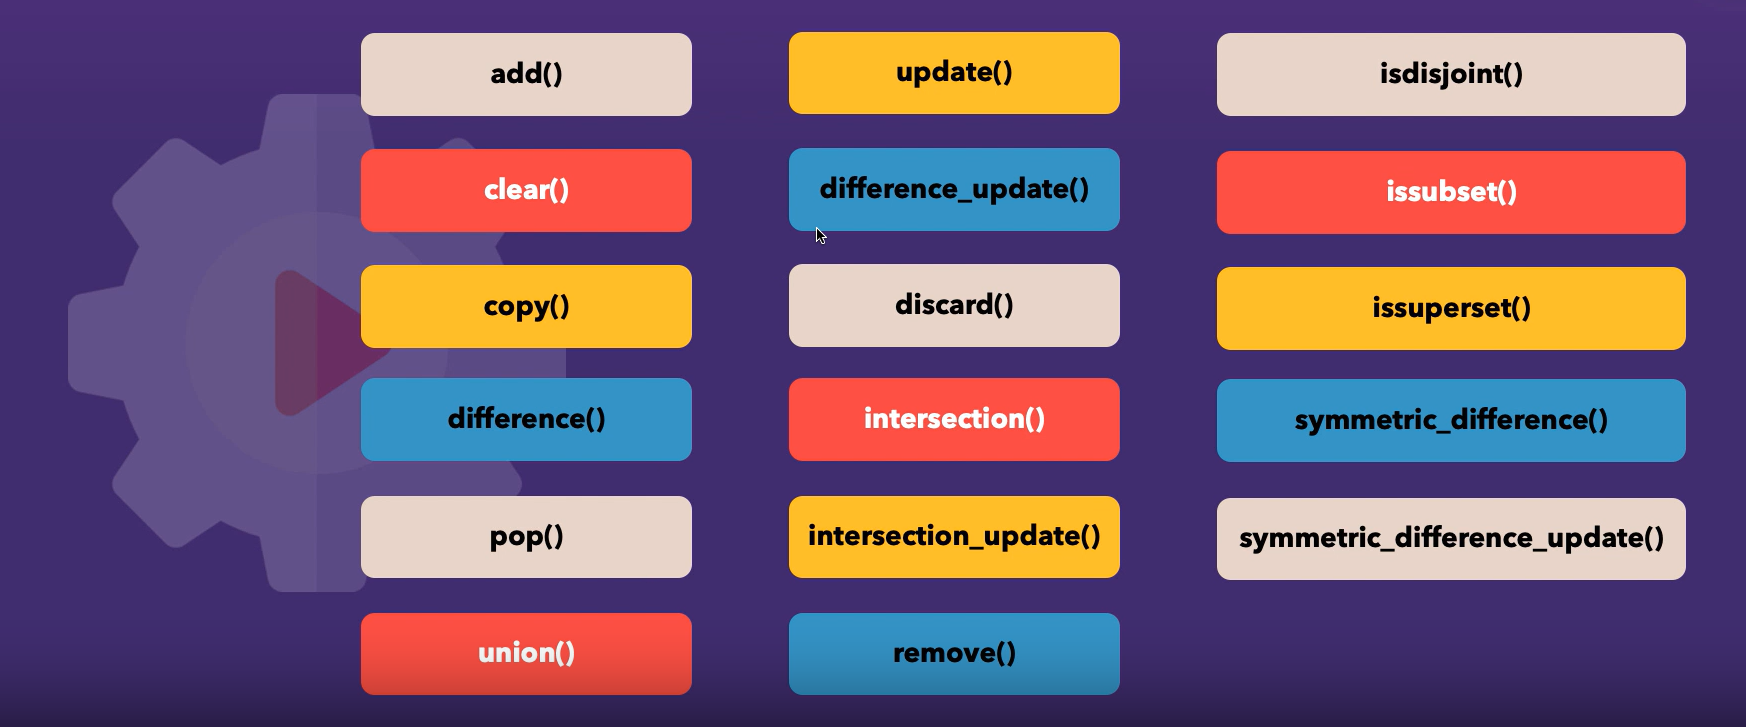 add()
clear()
copy()
difference()
pop()
union()
update()
difference_update()
discard()
intersection()
intersection_update()
remove()
isdisjoint()
issubset()
issuperset()
symmetric_difference()
symmetric_difference_update()